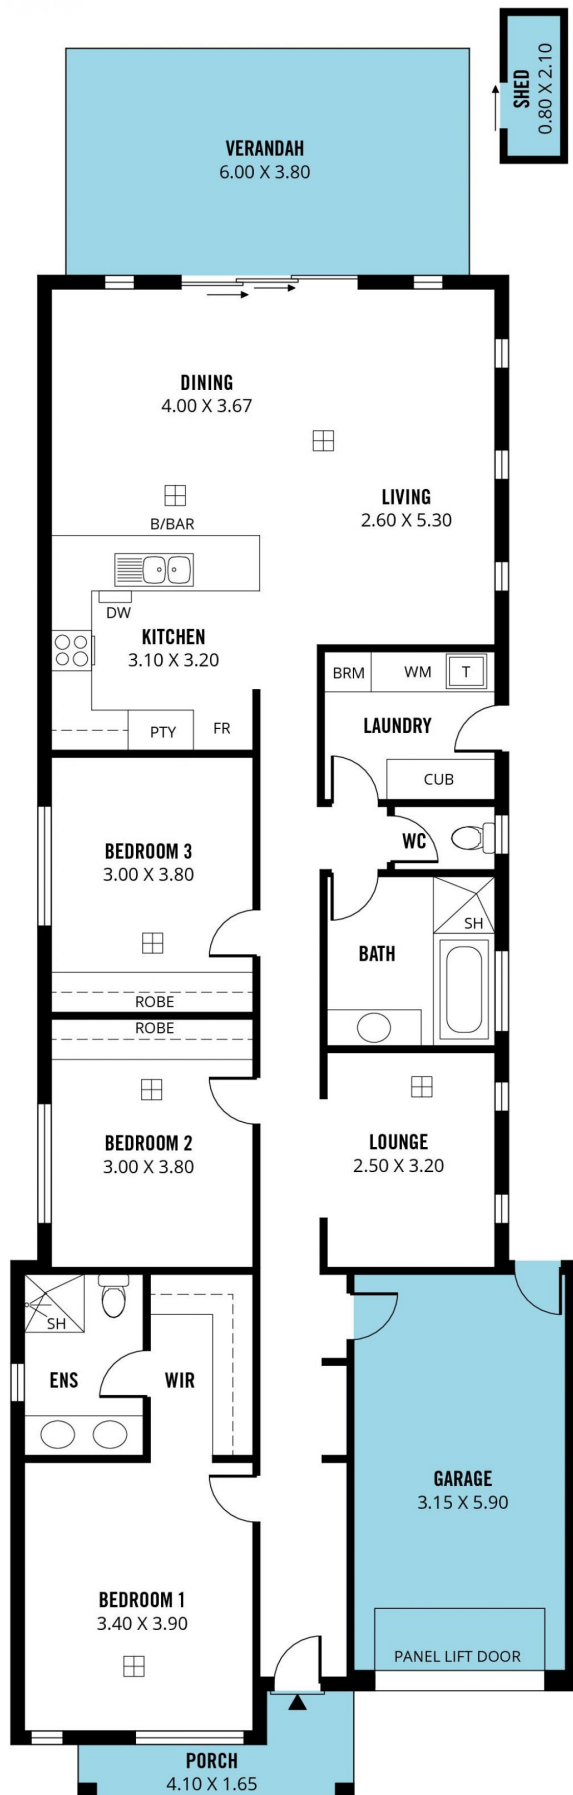 SHED
0.80 X 2.10
VERANDAH
6.00 X 3.80
DINING
4.00 X 3.67
LIVING
2.60 X 5.30
B/BAR
DW
KITCHEN
3.10 X 3.20
PTY
FR
BRM
WM
T
LAUNDRY
CUB
WC
BEDROOM 3
3.00 X 3.80
ROBE
SH
BATH
ROBE
BEDROOM 2
3.00 X 3.80
LOUNGE
2.50 X 3.20
SH
ENS
WIR
GARAGE
3.15 X 5.90
BEDROOM 1
3.40 X 3.90
PANEL LIFT DOOR
PORCH
4.10 X 1.65